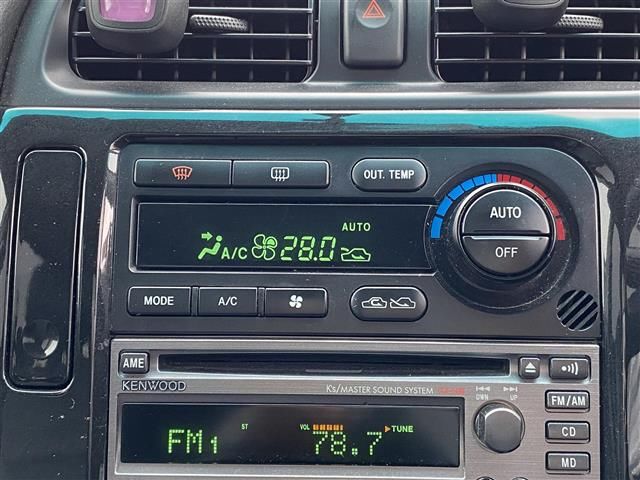 OUT. TEMP
AUTO
A/C 28.0
AUTO
OFF
MODE
A/C
AME
KENWOOD
K's/MASTER SOUND SYSTEM
DWN
UP
FM/AM
ST
VOL
TUNE
FM1
78.7
CD
MD